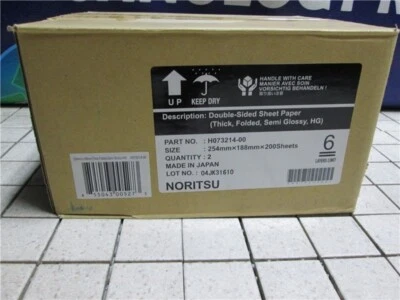 UP
KEEP DRY
HANDLE WITH CARE
MANIER AVEC SOIN
VORSICHTIG BEHANDELN !
Description: Double-Sided Sheet Paper
(Thick, Folded, Semi Glossy, HG)
PART NO. : H073214-00
SIZE : 254mm×188mm×200Sheets
QUANTITY : 2
MADE IN JAPAN
LOT NO. : 04JK31610
NORITSU
6